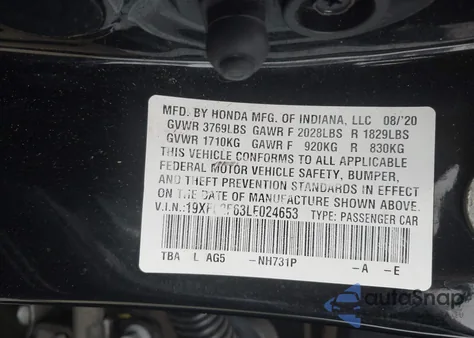 MFD. BY HONDA MFG. OF INDIANA, LLC 08/'20
GVWR 3769LBS GAWR F 2028LBS R 1829LBS
GVWR 1710KG GAWR F 920KG R 830KG
THIS VEHICLE CONFORMS TO ALL APPLICABLE
FEDERAL MOTOR VEHICLE SAFETY, BUMPER,
AND THEFT PREVENTION STANDARDS IN EFFECT
ON THE DATE OF MANUFACTURE SHOWN ABOVE.
V.I.N.: TYPE: PASSENGER CAR
TBA L AG5 -NH731P -A -E
autoSnap